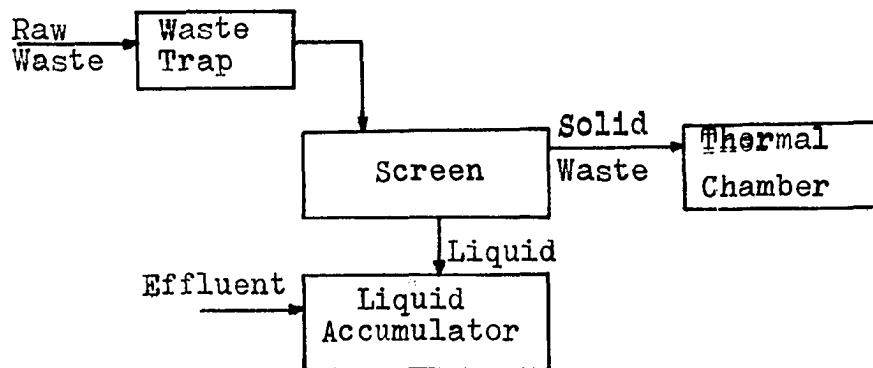 Raw
Waste
Waste
Trap
Screen
Solid
Waste
Thermal
Chamber
Liquid
Effluent
Liquid
Accumulator